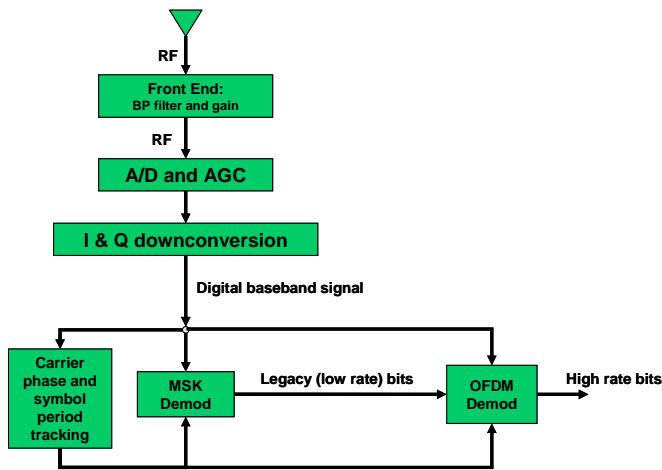 RF
Front End:
BP filter and gain
RF
A/D and AGC
I & Q downconversion
Digital baseband signal
Carrier
phase and
symbol
period
tracking
MSK
Demod
Legacy (low rate) bits
OFDM
Demod
High rate bits